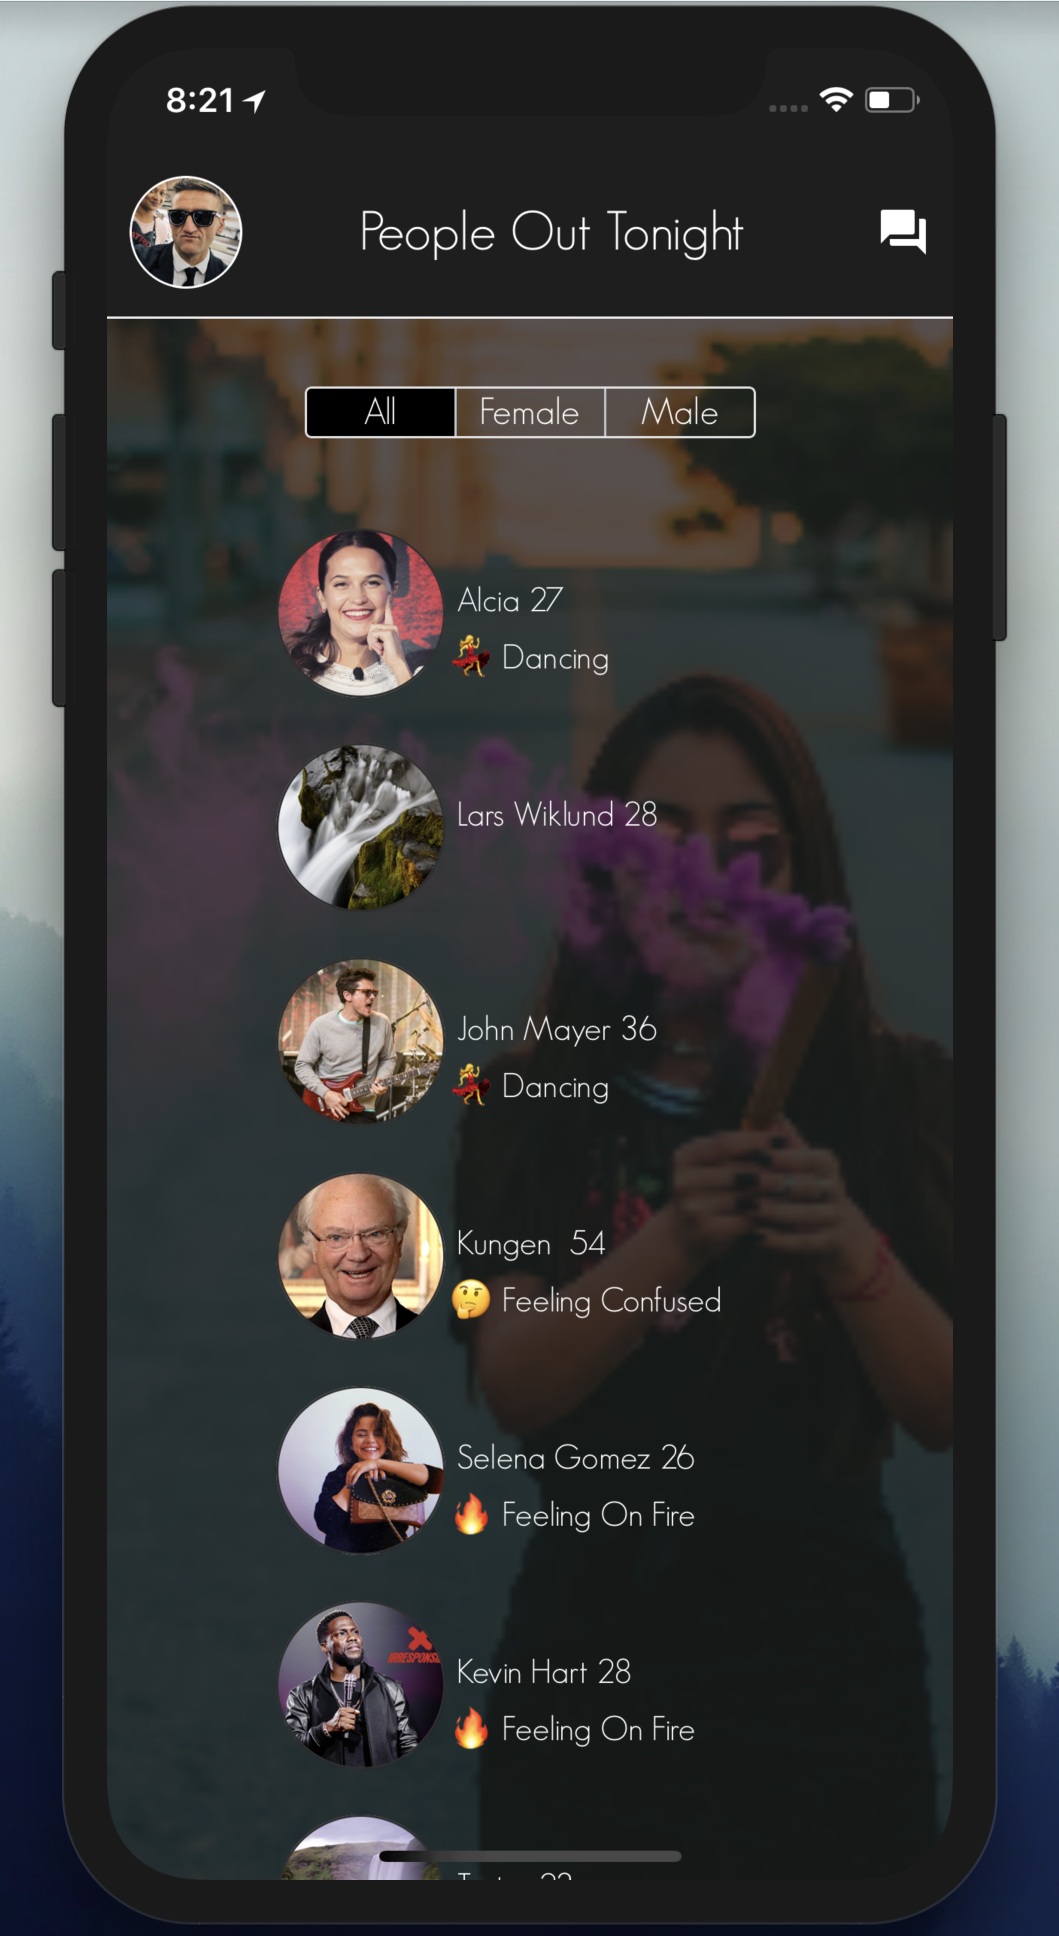 8:21
People Out Tonight
All Female Male
Alcia 27
Dancing
Lars Wiklund 28
John Mayer 36
Dancing
Kungen 54
Feeling Confused
Selena Gomez 26
Feeling On Fire
Kevin Hart 28
Feeling On Fire